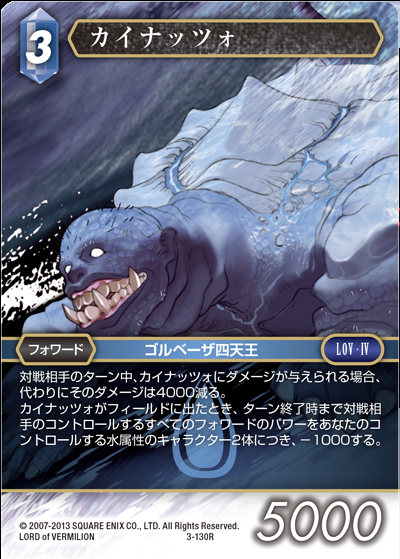 3
カイナッツォ
フォワード
ゴルベーザ四天王
LOV・IV
対戦相手のターン中、カイナッツォにダメージが与えられる場合、
代わりにそのダメージは4000減る。
カイナッツォがフィールドに出たとき、ターン終了時まで対戦相
手のコントロールするすべてのフォワードのパワーをあなたのコ
ントロールする水属性のキャラクター2体につき、－1000する。
© 2007-2013 SQUARE ENIX CO., LTD. All Rights Reserved.
LORD of VERMILION
3-130R
5000